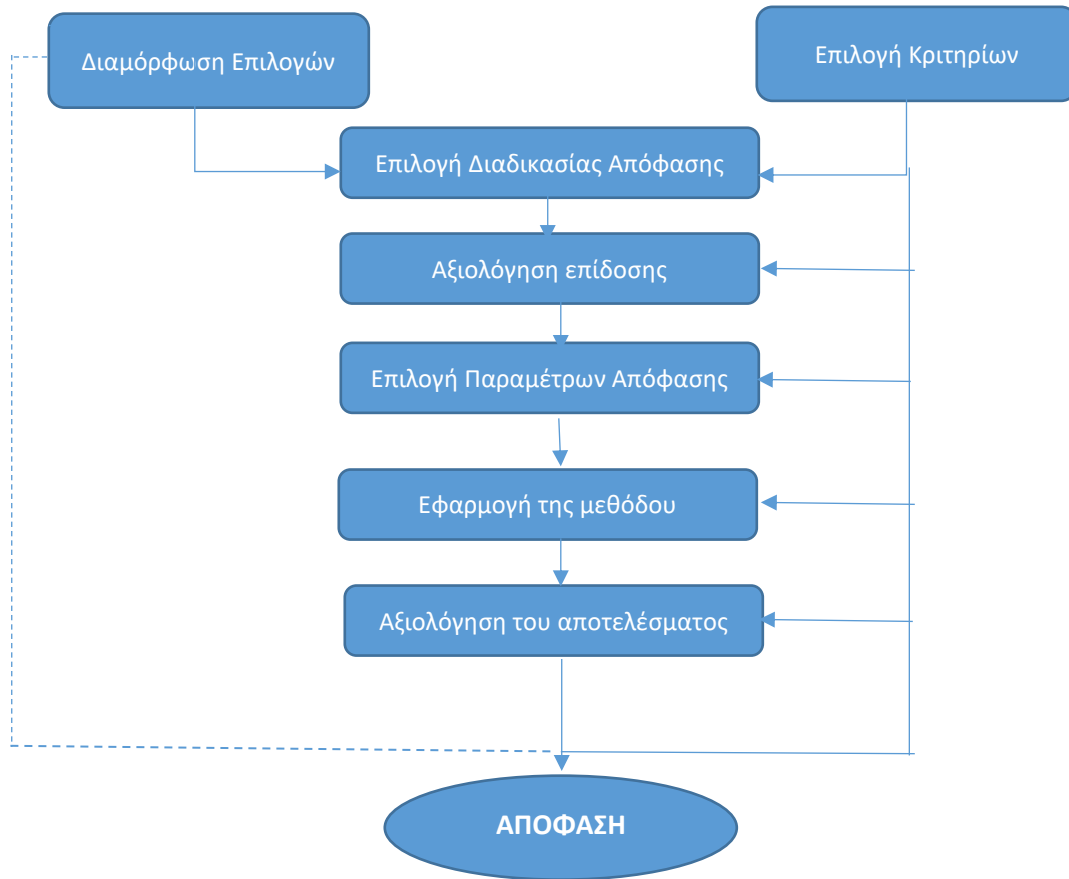 Διαμόρφωση Επιλογών
Επιλογή Κριτηρίων
Επιλογή Διαδικασίας Απόφασης
Αξιολόγηση επίδοσης
Επιλογή Παραμέτρων Απόφασης
Εφαρμογή της μεθόδου
Αξιολόγηση του αποτελέσματος
ΑΠΟΦΑΣΗ